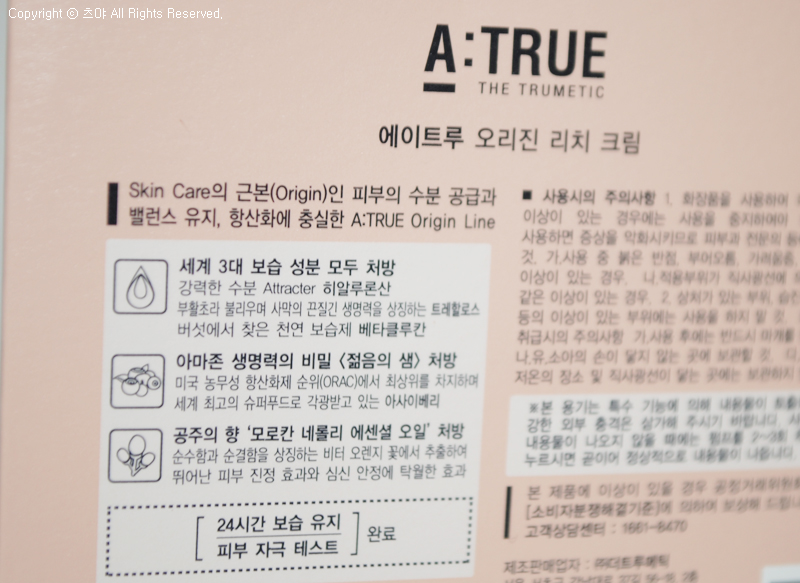 Copyright ⓒ 츠야 All Rights Reserved.
A:TRUE
THE TRUMETIC
에이트루 오리진 리치 크림
Skin Care의 근본(Origin)인 피부의 수분 공급과
밸런스 유지, 항산화에 충실한 A:TRUE Origin Line
세계 3대 보습 성분 모두 처방
강력한 수분 Attracter 히알루론산
부활초라 불리우며 사막의 끈질긴 생명력을 상징하는 트레할로스
버섯에서 찾은 천연 보습제 베타클루칸
아마존 생명력의 비밀 <젊음의 샘> 처방
미국 농무성 항산화제 순위(ORAC)에서 최상위를 차지하며
세계 최고의 슈퍼푸드로 각광받고 있는 아사이베리
공주의 향 '모로칸 네롤리 에센셜 오일' 처방
순수함과 순결함을 상징하는 비터 오렌지 꽃에서 추출하여
뛰어난 피부 진정 효과와 심신 안정에 탁월한 효과
24시간 보습 유지
피부 자극 테스트
완료
■ 사용시의 주의사항 1. 화장품을 사용하여
이상이 있는 경우에는 사용을 중지하여야
사용하면 증상을 악화시키므로 피부과 전문의
것. 가.사용 중 붉은 반점, 부어오름, 가려움증,
이상이 있는 경우, 나.적용부위가 직사광선에
같은 이상이 있는 경우. 2. 상처가 있는 부위, 습진
등의 이상이 있는 부위에는 사용을 하지 말 것.
취급시의 주의사항 가.사용 후에는 반드시 마개를
나.유.소아의 손이 닿지 않는 곳에 보관할 것. 다.
저온의 장소 및 직사광선이 닿는 곳에는 보관하지
※본 용기는 특수 기능에 의해 내용물이 토출
강한 외부 충격은 삼가해 주시기 바랍니다.
내용물이 나오지 않을 때에는 펌프를 2~3회
누르시면 곧이어 정상적으로 내용물이 나옵니다.
본 제품에 이상이 있을 경우 공정거래위원회
[소비자분쟁해결기준]에 의하여 보상해 드립니다
고객상담센터 : 1661-8470
제조판매업자 : ㈜더트루메틱